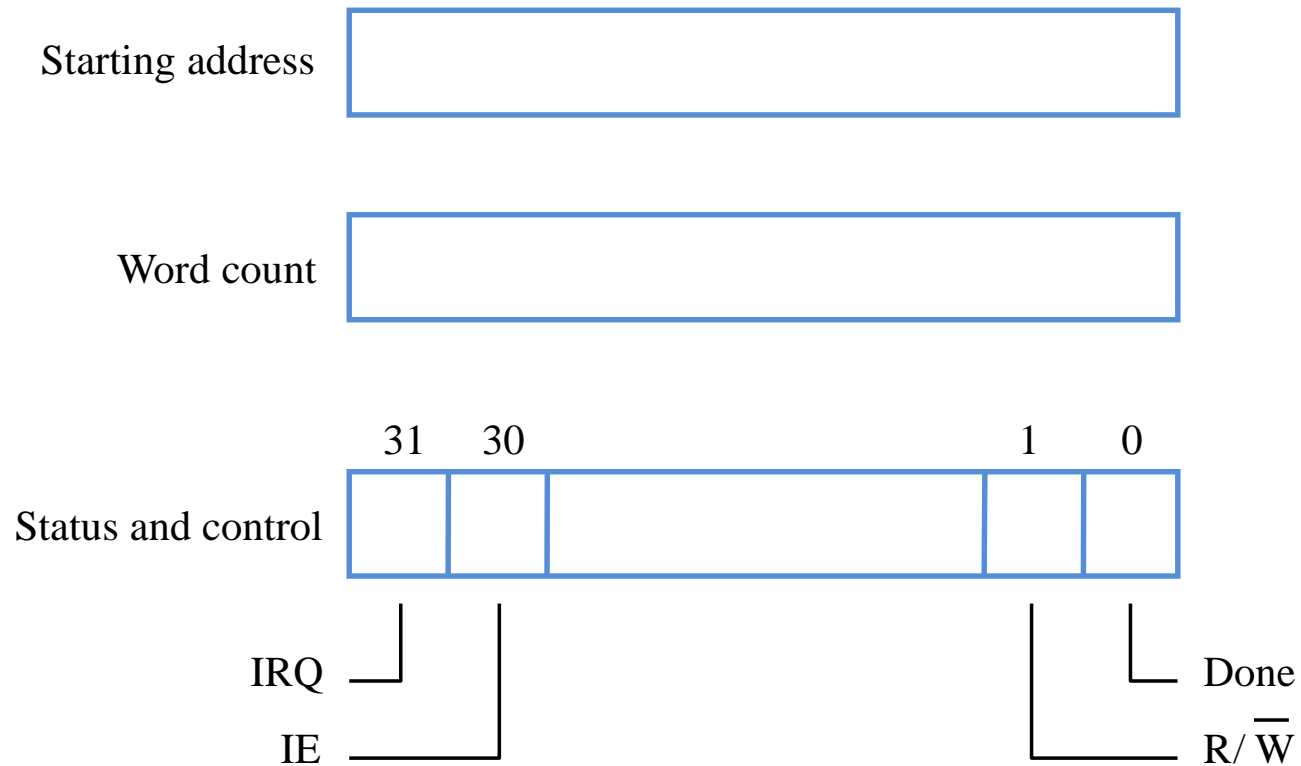 Starting address
Word count
31 30 1 0
Status and control
IRQ Done
IE R/ W̅